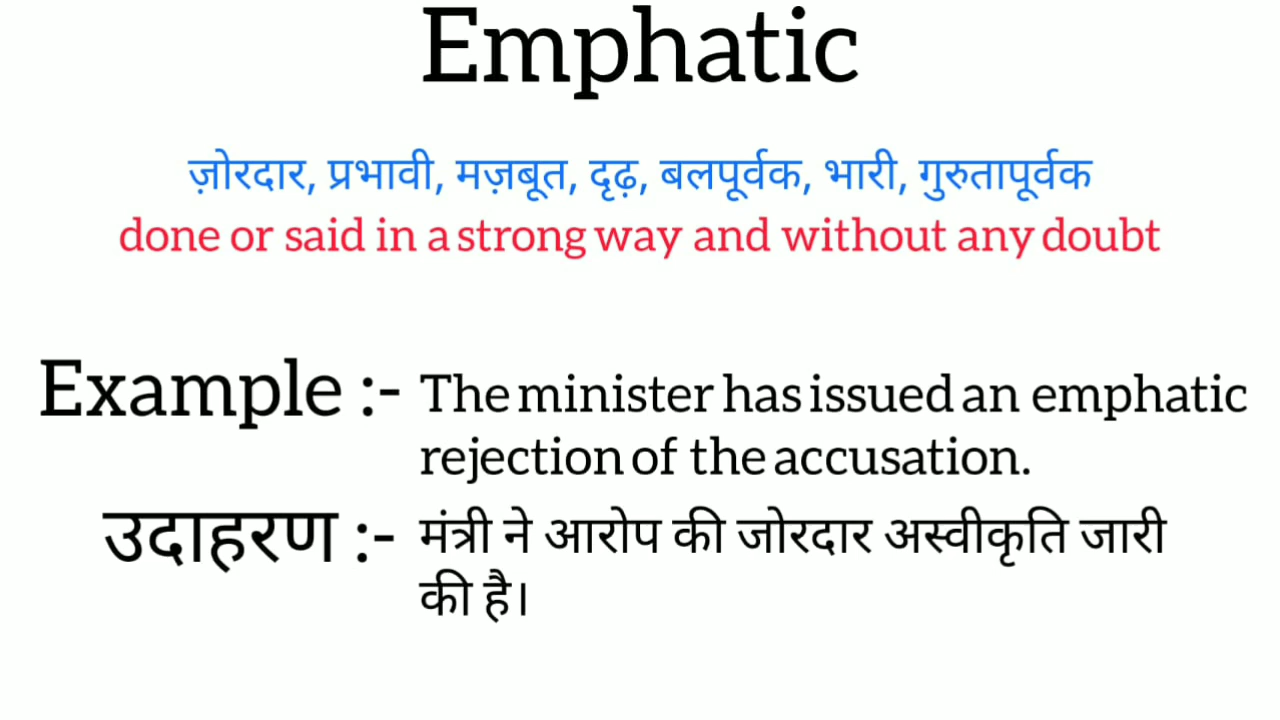 Emphatic
ज़ोरदार, प्रभावी, मज़बूत, दृढ़, बलपूर्वक, भारी, गुरुतापूर्वक
done or said in a strong way and without any doubt
Example :- The minister has issued an emphatic
rejection of the accusation.
उदाहरण :- मंत्री ने आरोप की जोरदार अस्वीकृति जारी
की है।